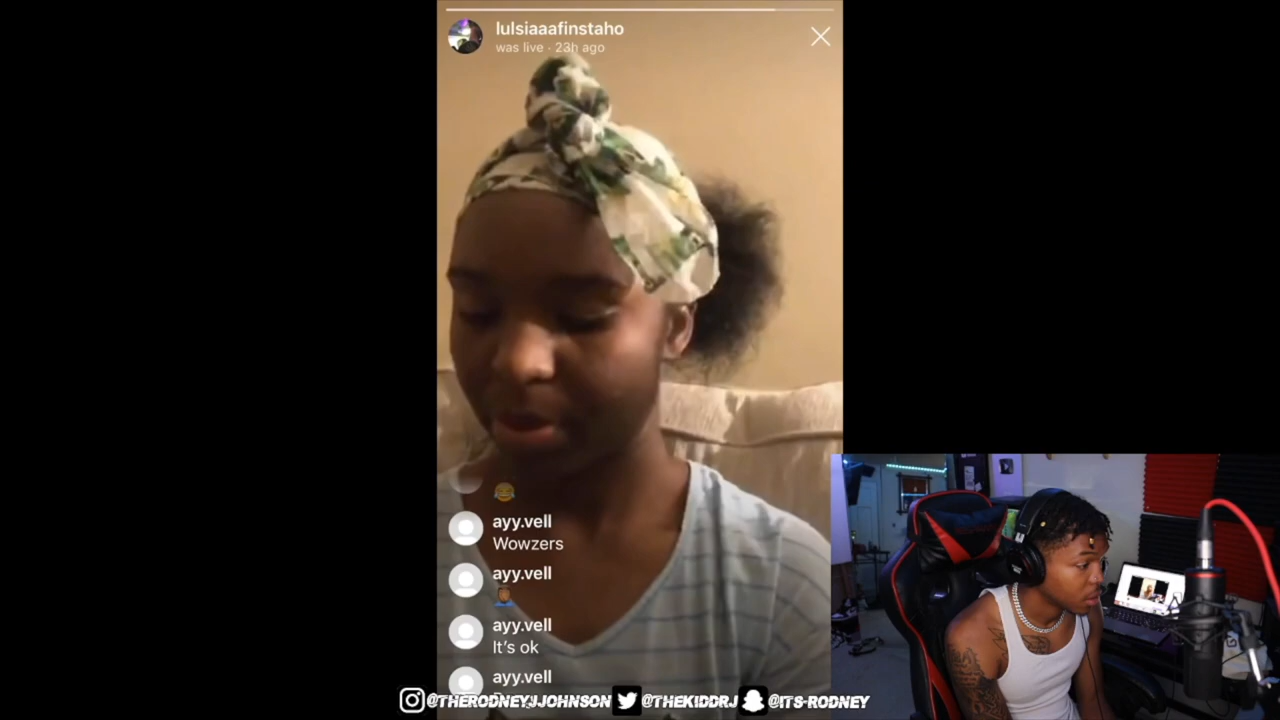 lulsiaaafinstaho
was live · 23h ago
ayy.vell
Wowzers
ayy.vell
ayy.vell
It's ok
ayy.vell
@THERODNEYJJOHNSON @THEKIDDRJ @ITS-RODNEY